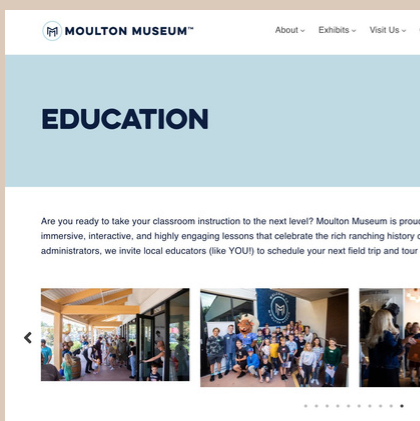 MOULTON MUSEUM™
About Exhibits Visit Us
EDUCATION
Are you ready to take your classroom instruction to the next level? Moulton Museum is prou
immersive, interactive, and highly engaging lessons that celebrate the rich ranching history
administrators, we invite local educators (like YOU!) to schedule your next field trip and tour